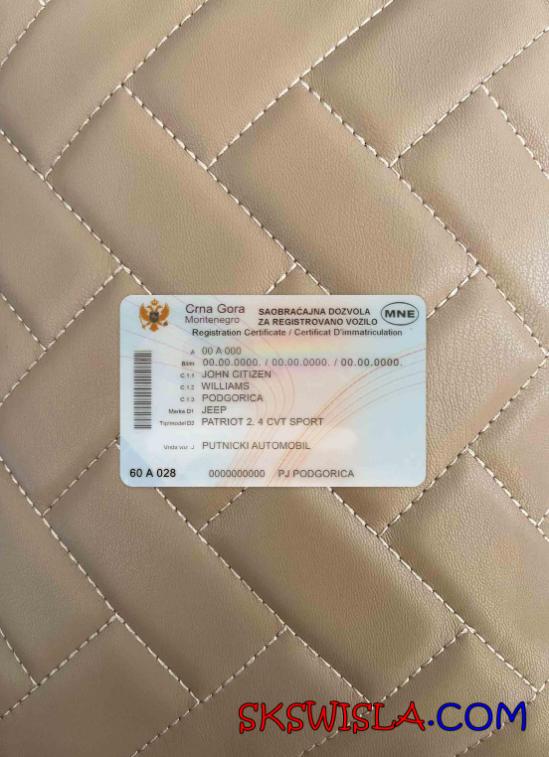 Crna Gora
Montenegro
SAOBRAĆAJNA DOZVOLA
ZA REGISTROVANO VOZILO
MNE
Registration Certificate / Certificat D'immatriculation
A 00 A 000
B/I/H 00.00.0000. / 00.00.0000. / 00.00.0000.
C.1.1 JOHN CITIZEN
C.1.2 WILLIAMS
C.1.3 PODGORICA
Marka D1 JEEP
Tip/model D3 PATRIOT 2. 4 CVT SPORT
Vrsta voz J PUTNICKI AUTOMOBIL
60 A 028 0000000000 PJ PODGORICA
SKSWISLA.COM